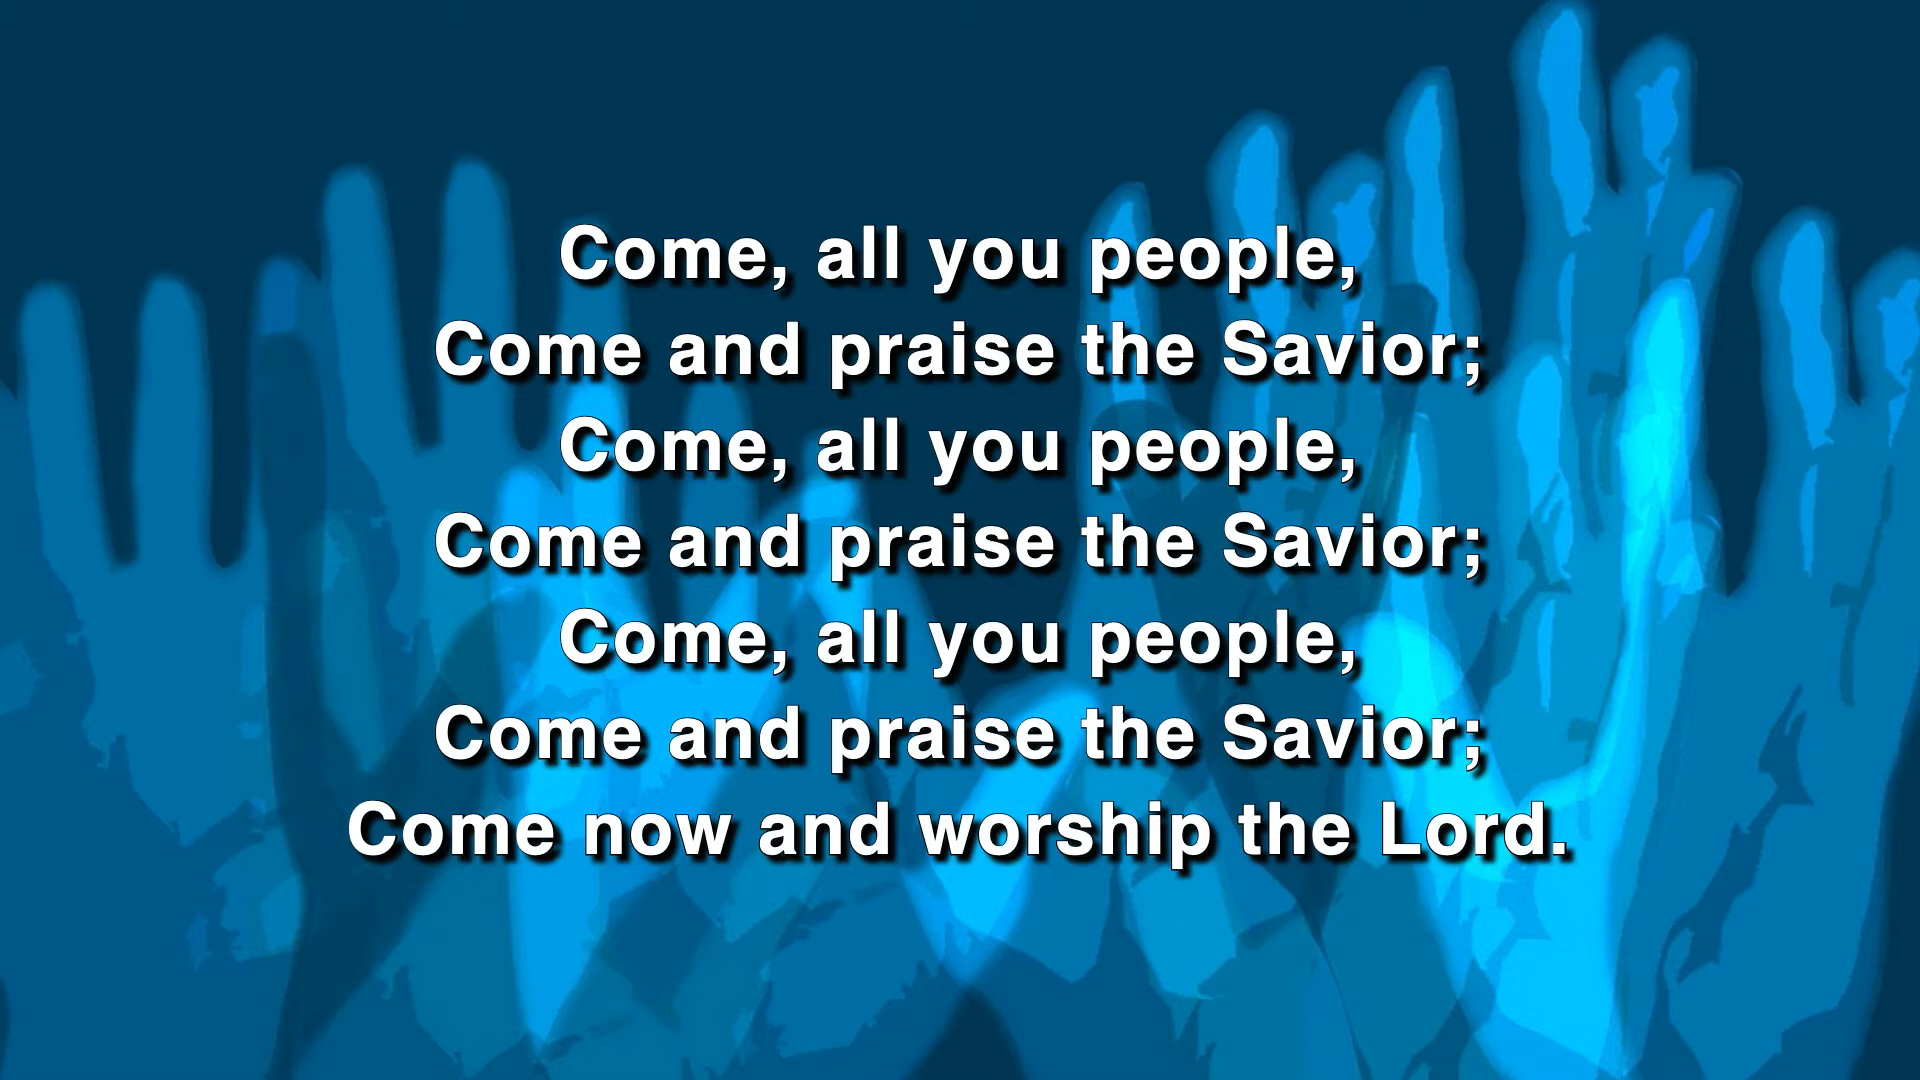 Come, all you people,
Come and praise the Savior;
Come, all you people,
Come and praise the Savior;
Come, all you people,
Come and praise the Savior;
Come now and worship the Lord.